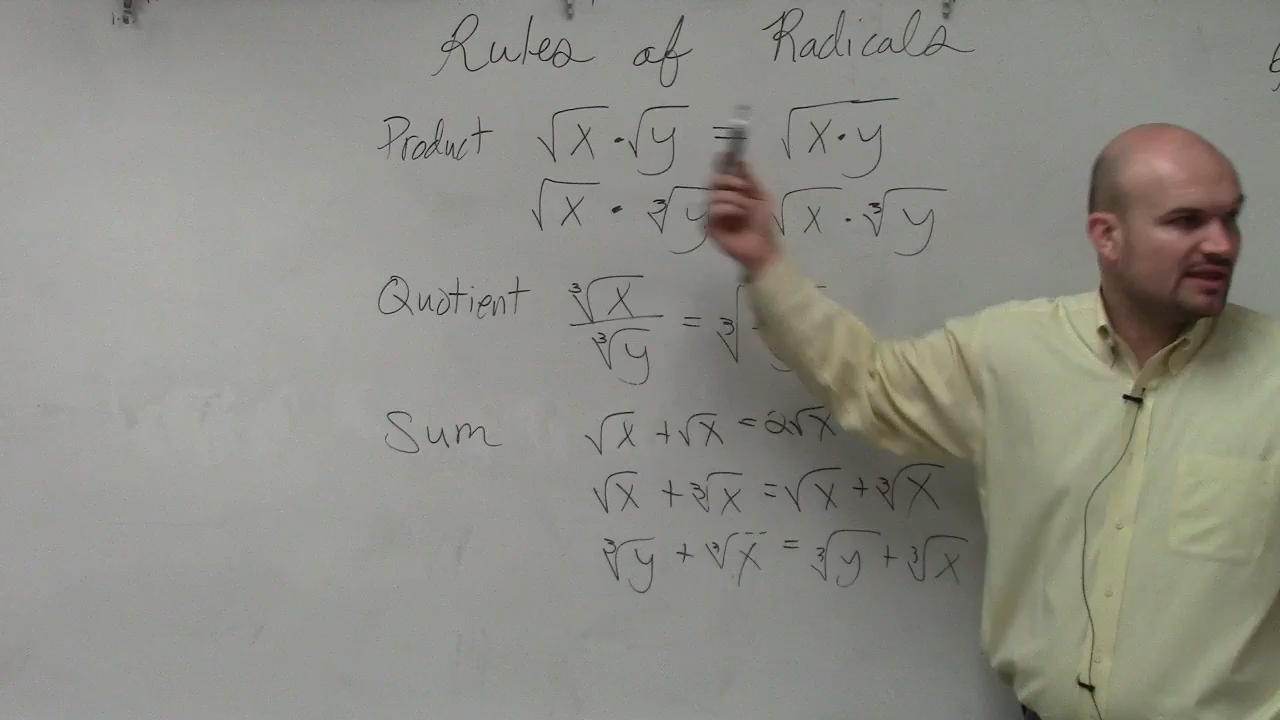 Rules of Radicals
Product √x · √y = √x · y
√x · ∛y √x · ∛y
Quotient ∛x / ∛y = ∛
Sum √x + √x = 2√x
√x + ∛x = √x + ∛x
∛y + ∛x = ∛y + ∛x